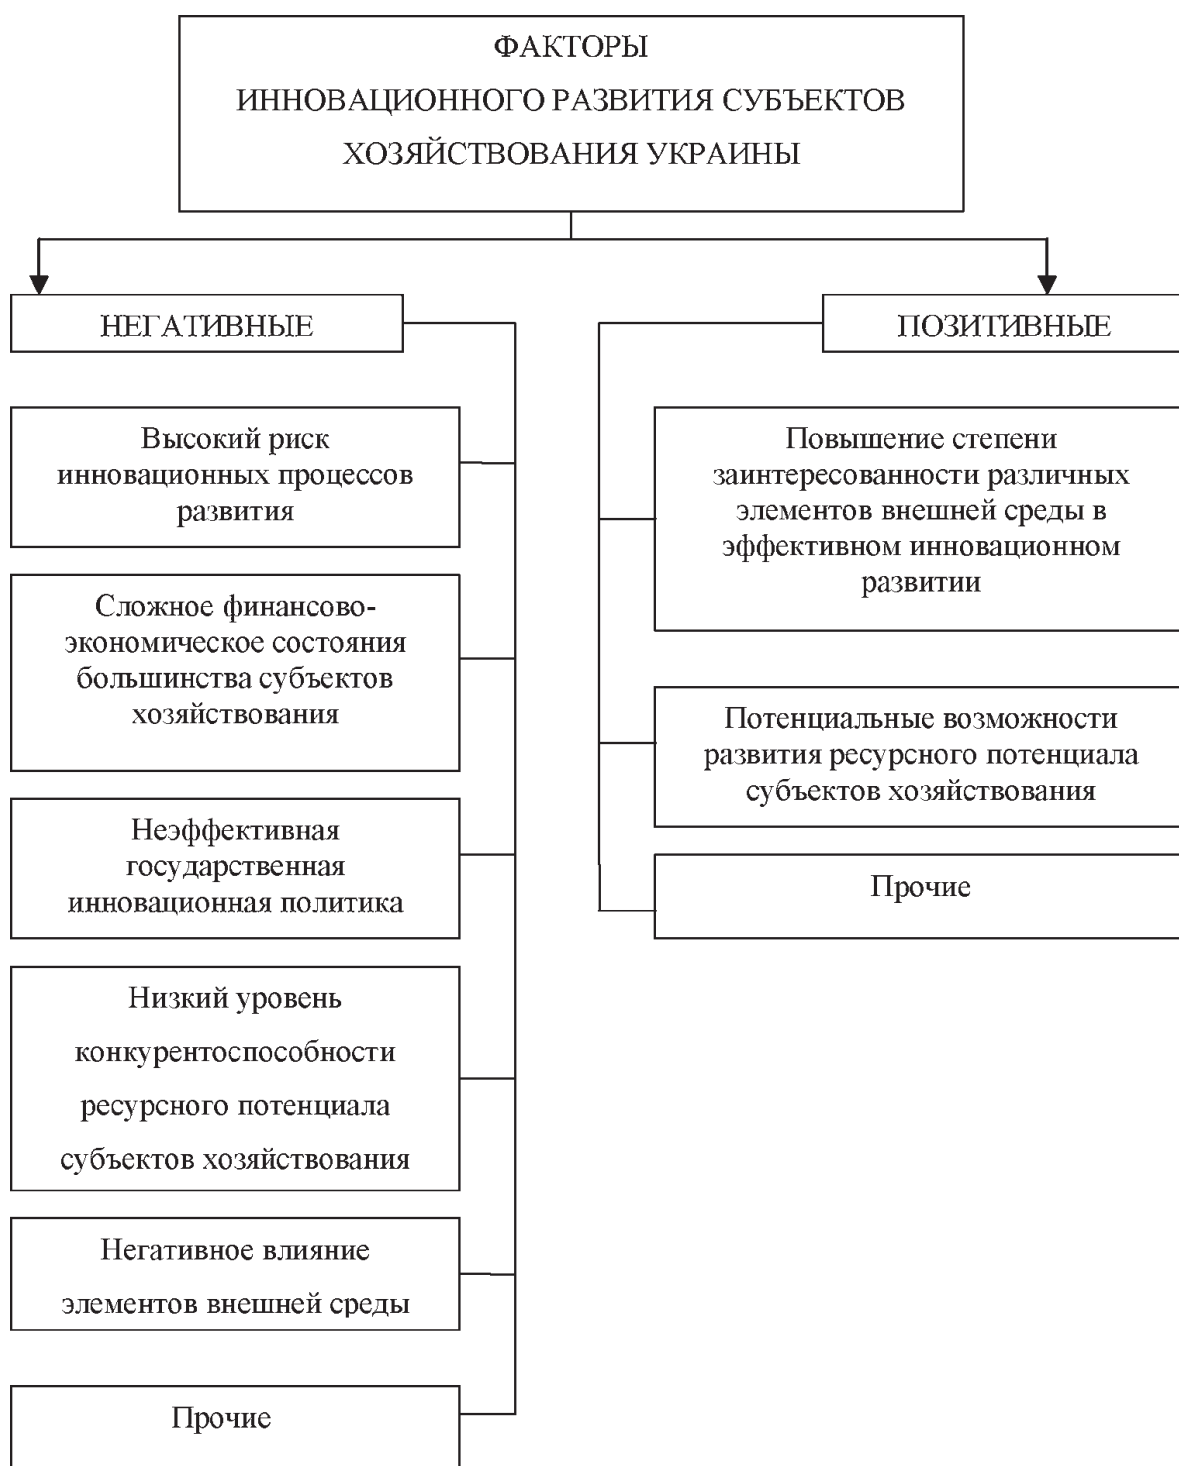 ФАКТОРЫ
ИННОВАЦИОННОГО РАЗВИТИЯ СУБЪЕКТОВ
ХОЗЯЙСТВОВАНИЯ УКРАИНЫ
НЕГАТИВНЫЕ
Высокий риск
инновационных процессов
развития
Сложное финансово-
экономическое состояния
большинства субъектов
хозяйствования
Неэффективная
государственная
инновационная политика
Низкий уровень
конкурентоспособности
ресурсного потенциала
субъектов хозяйствования
Негативное влияние
элементов внешней среды
Прочие
ПОЗИТИВНЫЕ
Повышение степени
заинтересованности различных
элементов внешней среды в
эффективном инновационном
развитии
Потенциальные возможности
развития ресурсного потенциала
субъектов хозяйствования
Прочие